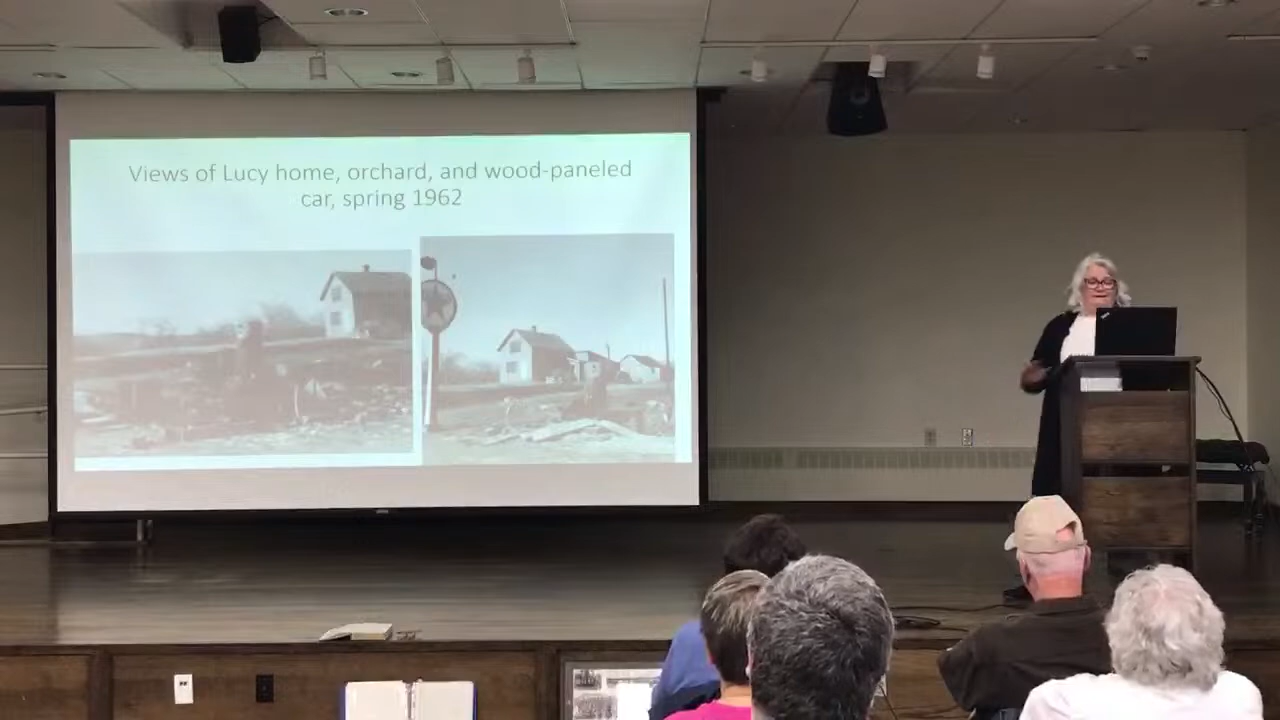 Views of Lucy home, orchard, and wood-paneled
car, spring 1962